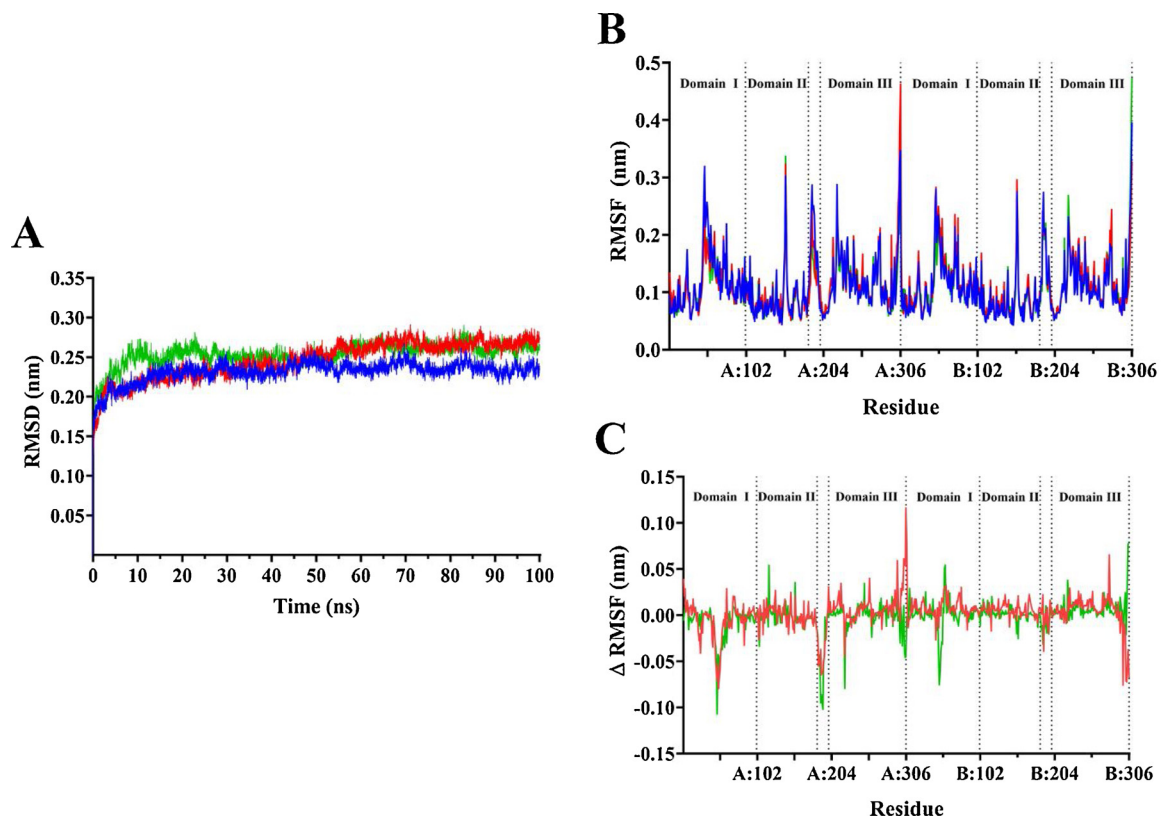 A
0.35
0.30
0.25
0.20
0.15
0.10
0.05
RMSD (nm)
0 10 20 30 40 50 60 70 80 90 100
Time (ns)
B
0.5
0.4
0.3
0.2
0.1
0.0
RMSF (nm)
Domain I Domain II Domain III Domain I Domain II Domain III
A:102 A:204 A:306 B:102 B:204 B:306
Residue
C
0.15
0.10
0.05
0.00
-0.05
-0.10
-0.15
Δ RMSF (nm)
Domain I Domain II Domain III Domain I Domain II Domain III
A:102 A:204 A:306 B:102 B:204 B:306
Residue